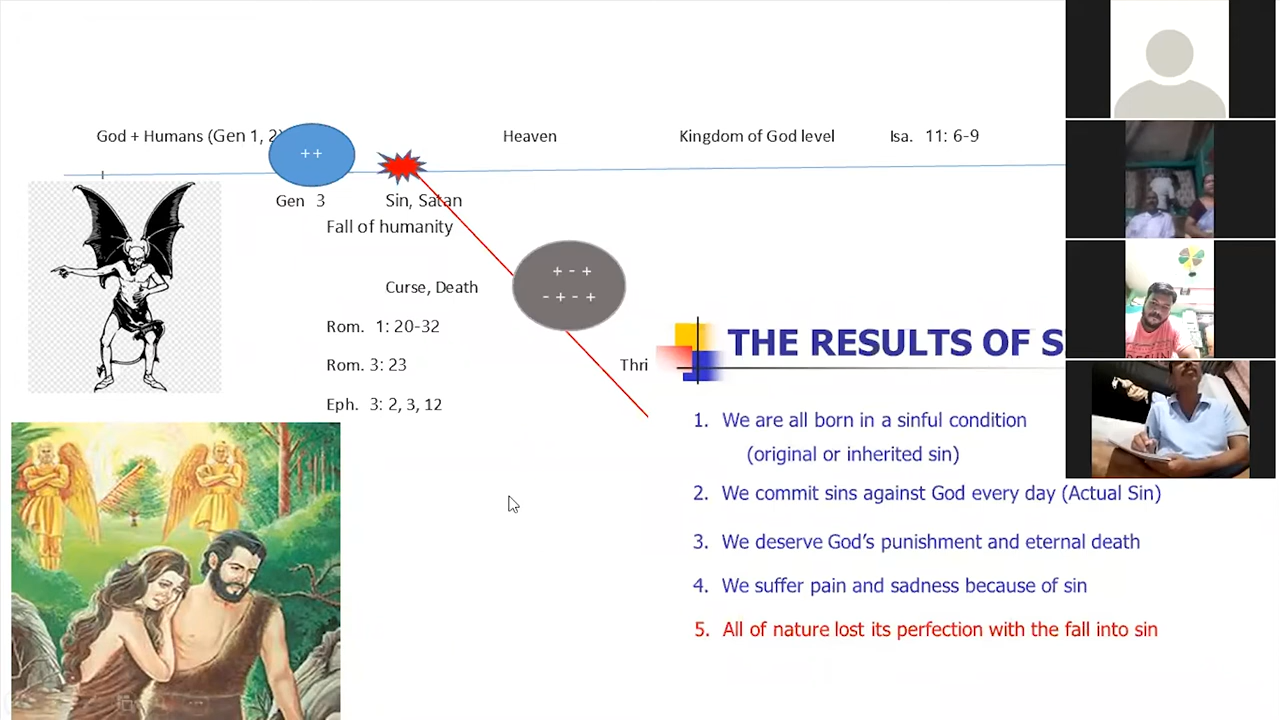 God + Humans (Gen 1, 2)
++
Heaven
Kingdom of God level
Isa. 11: 6-9
Gen 3
Sin, Satan
Fall of humanity
+ - +
- + - +
Curse, Death
Rom. 1: 20-32
Rom. 3: 23
Thri
Eph. 3: 2, 3, 12
THE RESULTS OF S
1. We are all born in a sinful condition
(original or inherited sin)
2. We commit sins against God every day (Actual Sin)
3. We deserve God's punishment and eternal death
4. We suffer pain and sadness because of sin
5. All of nature lost its perfection with the fall into sin